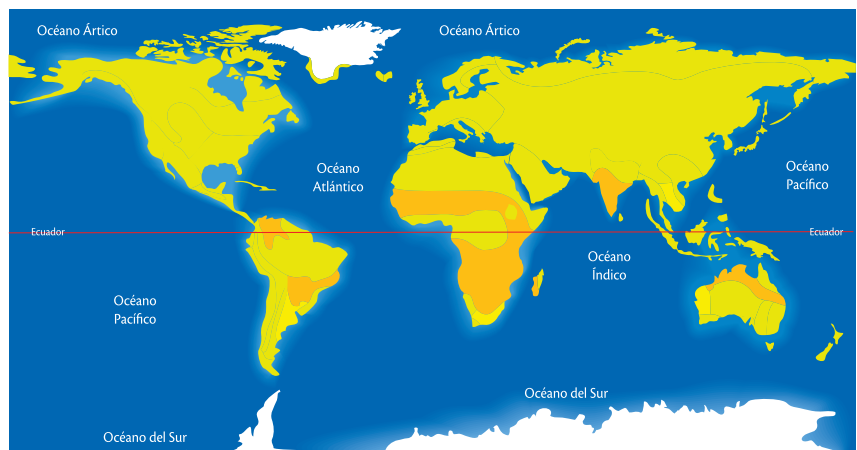 Océano Ártico
Océano Ártico
Océano
Atlántico
Océano
Pacífico
Ecuador
Ecuador
Océano
Índico
Océano
Pacífico
Océano del Sur
Océano del Sur